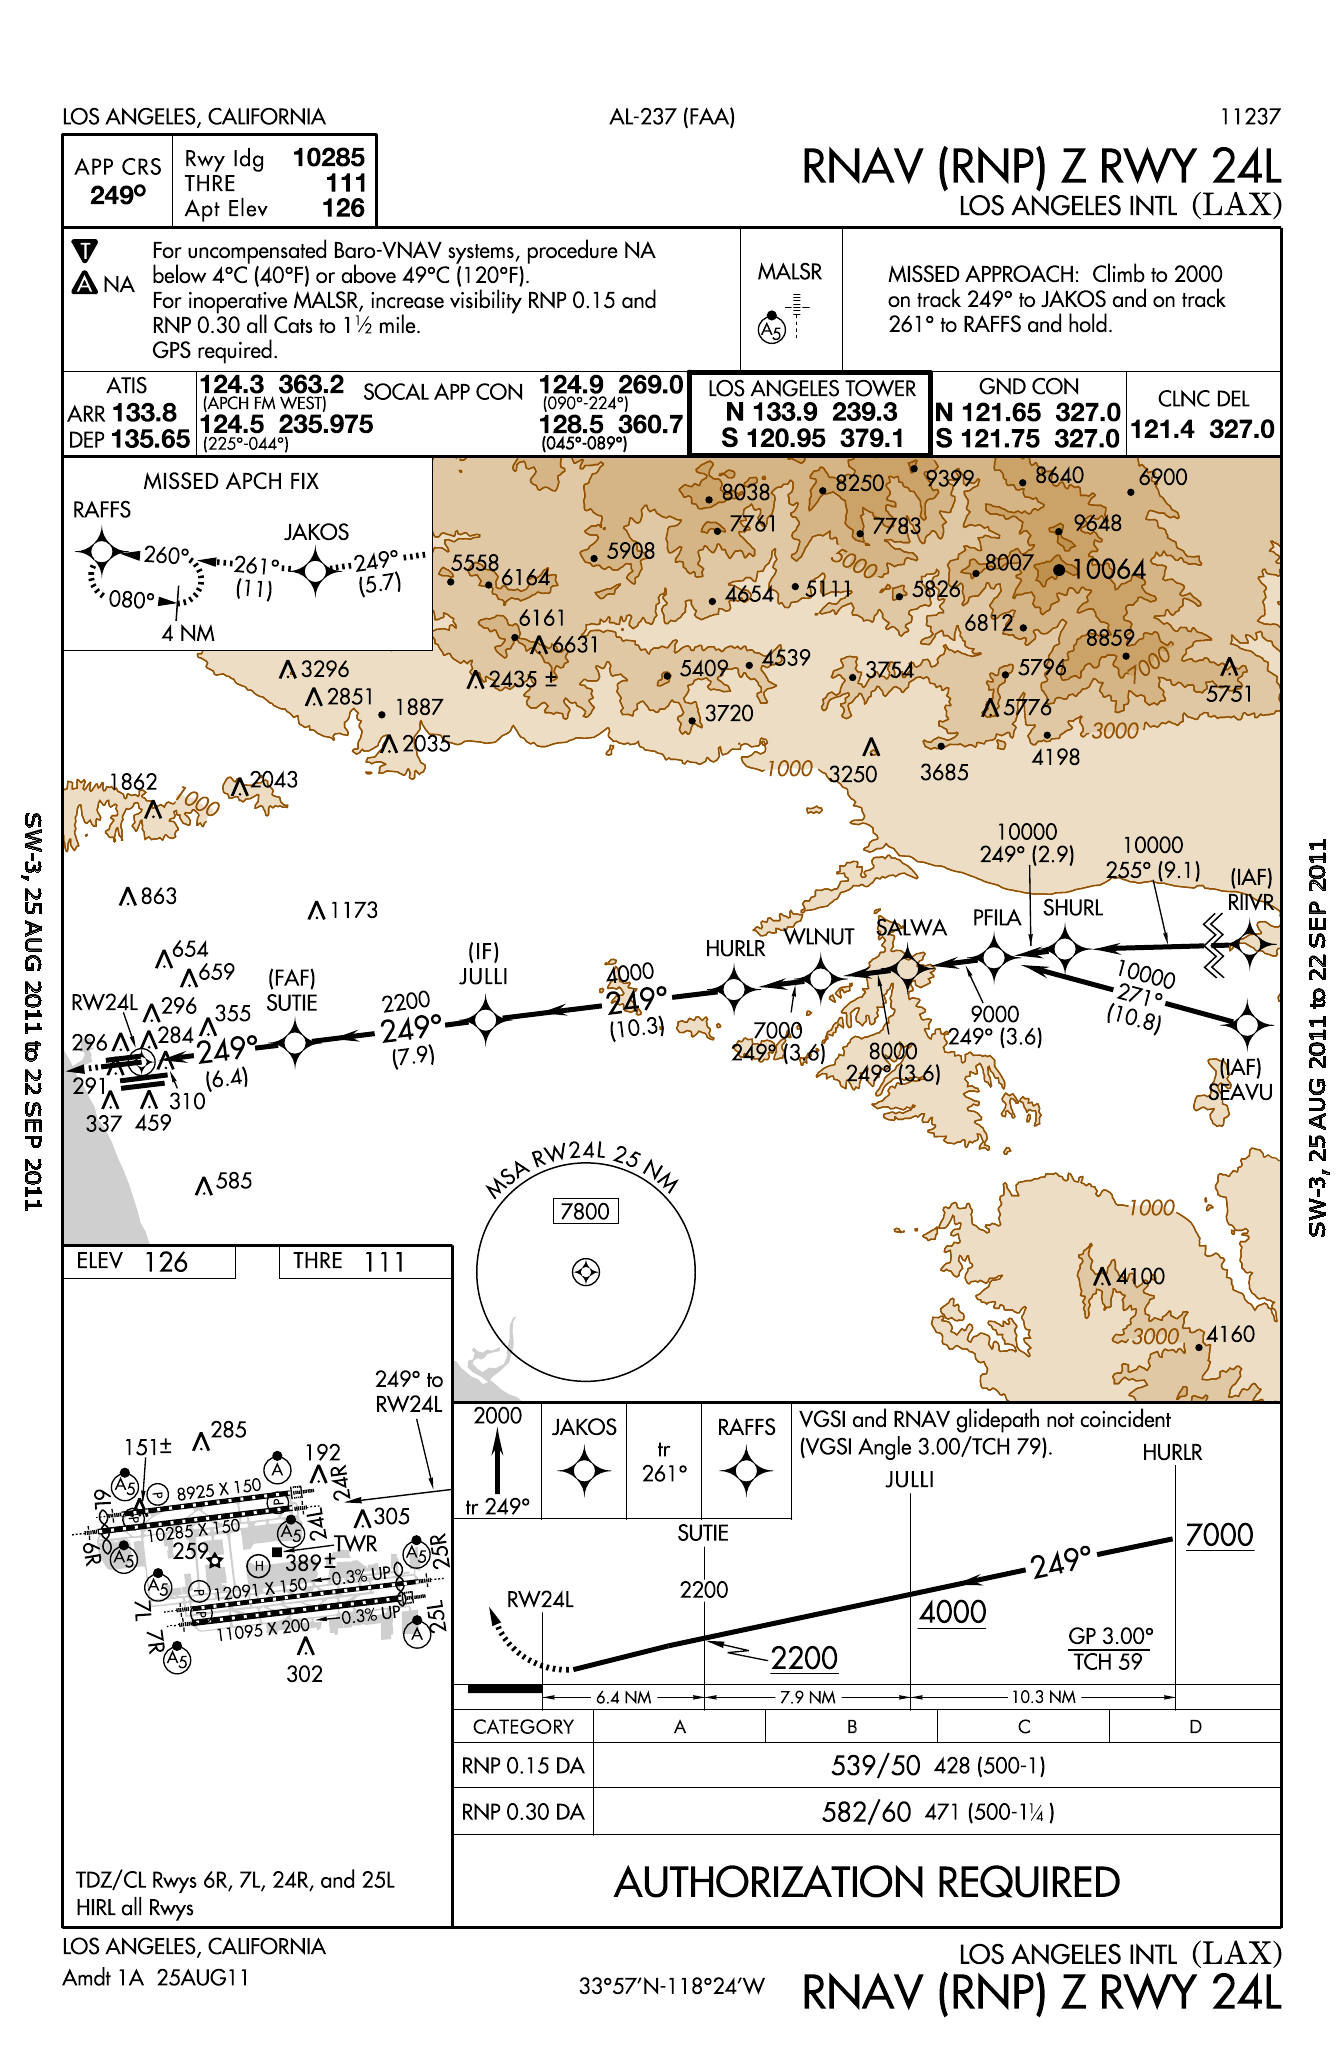 LOS ANGELES, CALIFORNIA
AL-237 (FAA)
11237
APP CRS
249°
Rwy ldg 10285
THRE 111
Apt Elev 126
RNAV (RNP) Z RWY 24L
LOS ANGELES INTL (LAX)
T
A NA
For uncompensated Baro-VNAV systems, procedure NA
below 4°C (40°F) or above 49°C (120°F).
For inoperative MALSR, increase visibility RNP 0.15 and
RNP 0.30 all Cats to 1½ mile.
GPS required.
MALSR
A5
MISSED APPROACH: Climb to 2000
on track 249° to JAKOS and on track
261° to RAFFS and hold.
ATIS
ARR 133.8
DEP 135.65
SOCAL APP CON
124.3 363.2
(APCH FM WEST)
124.5 235.975
(225°-044°)
124.9 269.0
(090°-224°)
128.5 360.7
(045°-089°)
LOS ANGELES TOWER
N 133.9 239.3
S 120.95 379.1
GND CON
N 121.65 327.0
S 121.75 327.0
CLNC DEL
121.4 327.0
MISSED APCH FIX
RAFFS
JAKOS
260°
261°
(11)
249°
(5.7)
080°
4 NM
8038
8250
9399
8640
6900
7761
7783
9648
5908
5000
8007
10064
5558
6164
4654
5111
5826
6161
6631
6812
8859
7000
3296
2435 ±
5409
4539
3754
5796
5751
2851
1887
3720
5776
2035
3000
4198
1000
3250
3685
1862
1000
2043
10000
249° (2.9)
10000
255° (9.1)
(IAF)
RIIVR
863
1173
SHURL
PFILA
SALWA
WLNUT
HURLR
654
659
(FAF)
SUTIE
(IF)
JULLI
4000
249°
(10.3)
10000
271°
(10.8)
RW24L
296
355
2200
249°
(7.9)
296
284
249°
(6.4)
7000
249° (3.6)
8000
249° (3.6)
9000
249° (3.6)
(IAF)
SEAVU
291
310
337
459
585
MSA RW24L 25 NM
7800
1000
4100
3000
4160
SW-3, 25 AUG 2011 to 22 SEP 2011
SW-3, 25 AUG 2011 to 22 SEP 2011
ELEV 126
THRE 111
249° to
RW24L
151±
285
192
A5
P
A
24R
8925 X 150
6L
P
P
305
10285 X 150
24L
6R
A5
A5
TWR
259
H
389±
A5
25R
A5
P
12091 X 150
0.3% UP
7L
P
11095 X 200
0.3% UP
25L
7R
A5
A
302
TDZ/CL Rwys 6R, 7L, 24R, and 25L
HIRL all Rwys
2000
tr 249°
JAKOS
tr
261°
RAFFS
VGSI and RNAV glidepath not coincident
(VGSI Angle 3.00/TCH 79).
HURLR
JULLI
SUTIE
RW24L
2200
249°
7000
4000
2200
GP 3.00°
TCH 59
6.4 NM
7.9 NM
10.3 NM
CATEGORY A B C D
RNP 0.15 DA 539/50 428 (500-1)
RNP 0.30 DA 582/60 471 (500-1¼)
AUTHORIZATION REQUIRED
LOS ANGELES, CALIFORNIA
Amdt 1A 25AUG11
33°57'N-118°24'W
LOS ANGELES INTL (LAX)
RNAV (RNP) Z RWY 24L